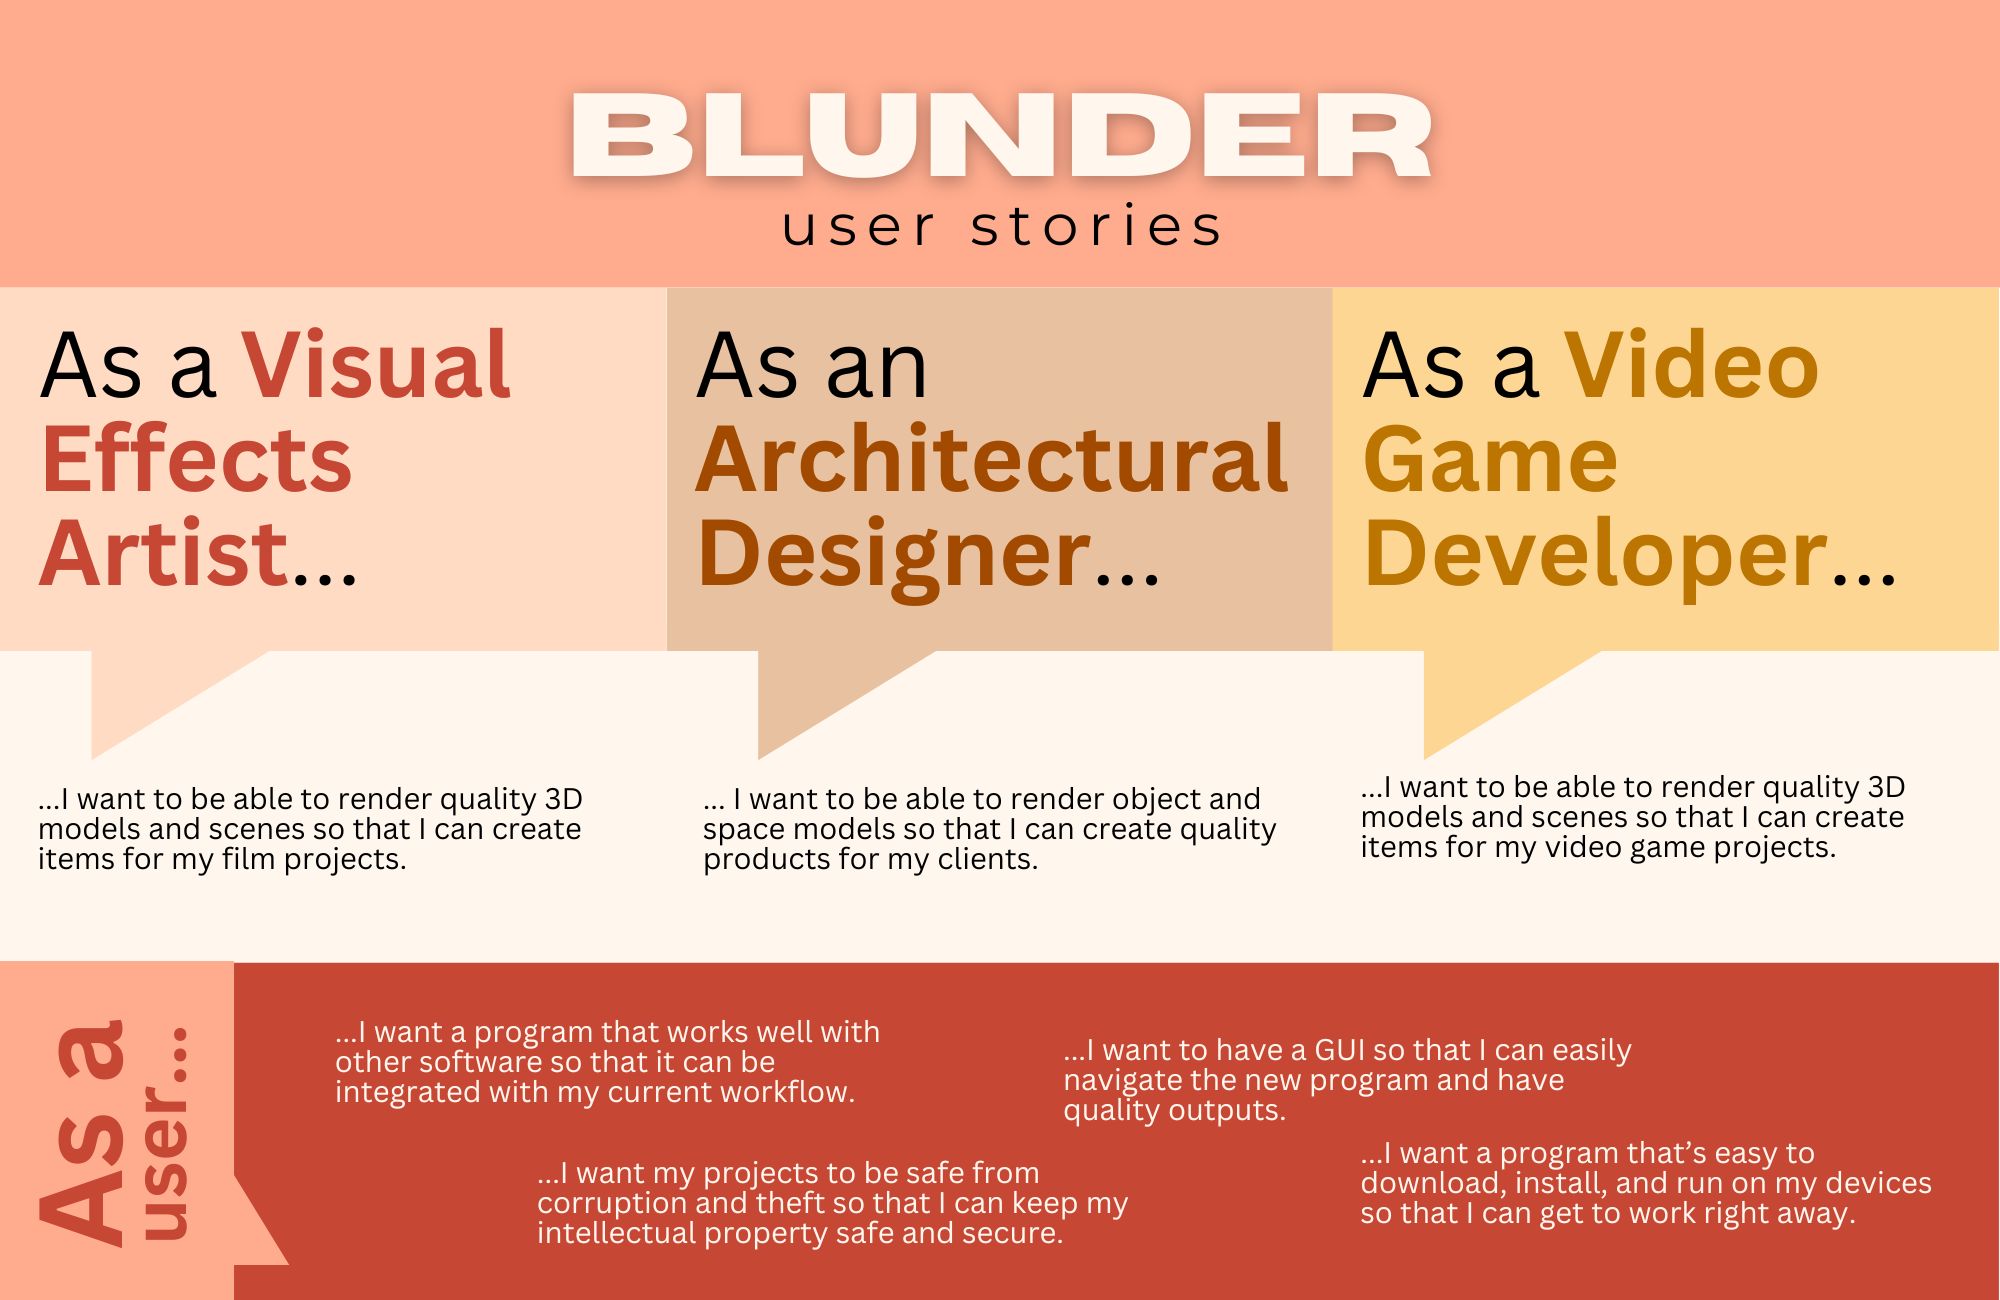 BLUNDER
user stories
As a Visual
Effects
Artist...
As an
Architectural
Designer...
As a Video
Game
Developer...
...I want to be able to render quality 3D
models and scenes so that I can create
items for my film projects.
... I want to be able to render object and
space models so that I can create quality
products for my clients.
...I want to be able to render quality 3D
models and scenes so that I can create
items for my video game projects.
As a
user...
...I want a program that works well with
other software so that it can be
integrated with my current workflow.
...I want to have a GUI so that I can easily
navigate the new program and have
quality outputs.
...I want my projects to be safe from
corruption and theft so that I can keep my
intellectual property safe and secure.
...I want a program that’s easy to
download, install, and run on my devices
so that I can get to work right away.